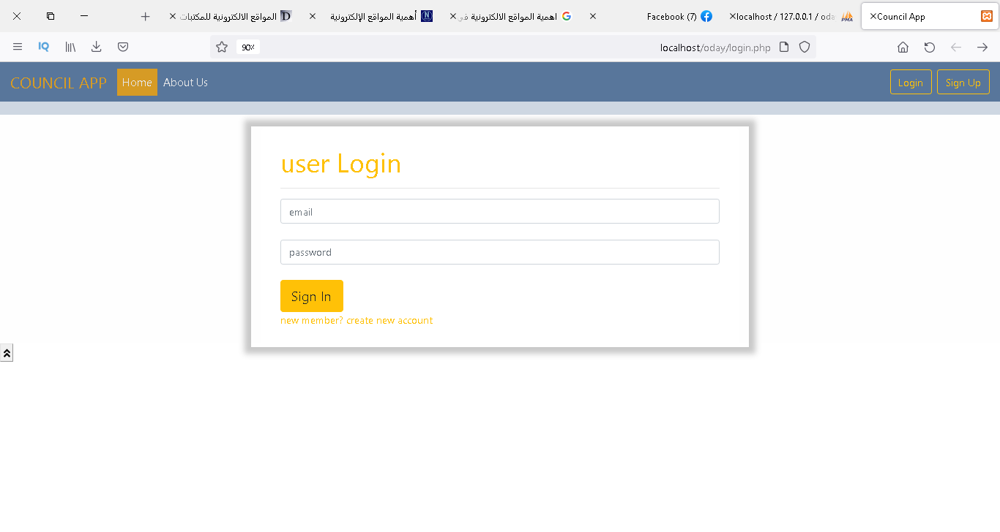 Council App
localhost / 127.0.0.1 / oda
Facebook (7)
اهمية المواقع الالكترونية في
أهمية المواقع الإلكترونية
المواقع الالكترونية للمكتبات
IQ
90٪
localhost/oday/login.php
COUNCIL APP
Home
About Us
Login
Sign Up
user Login
email
password
Sign In
new member? create new account